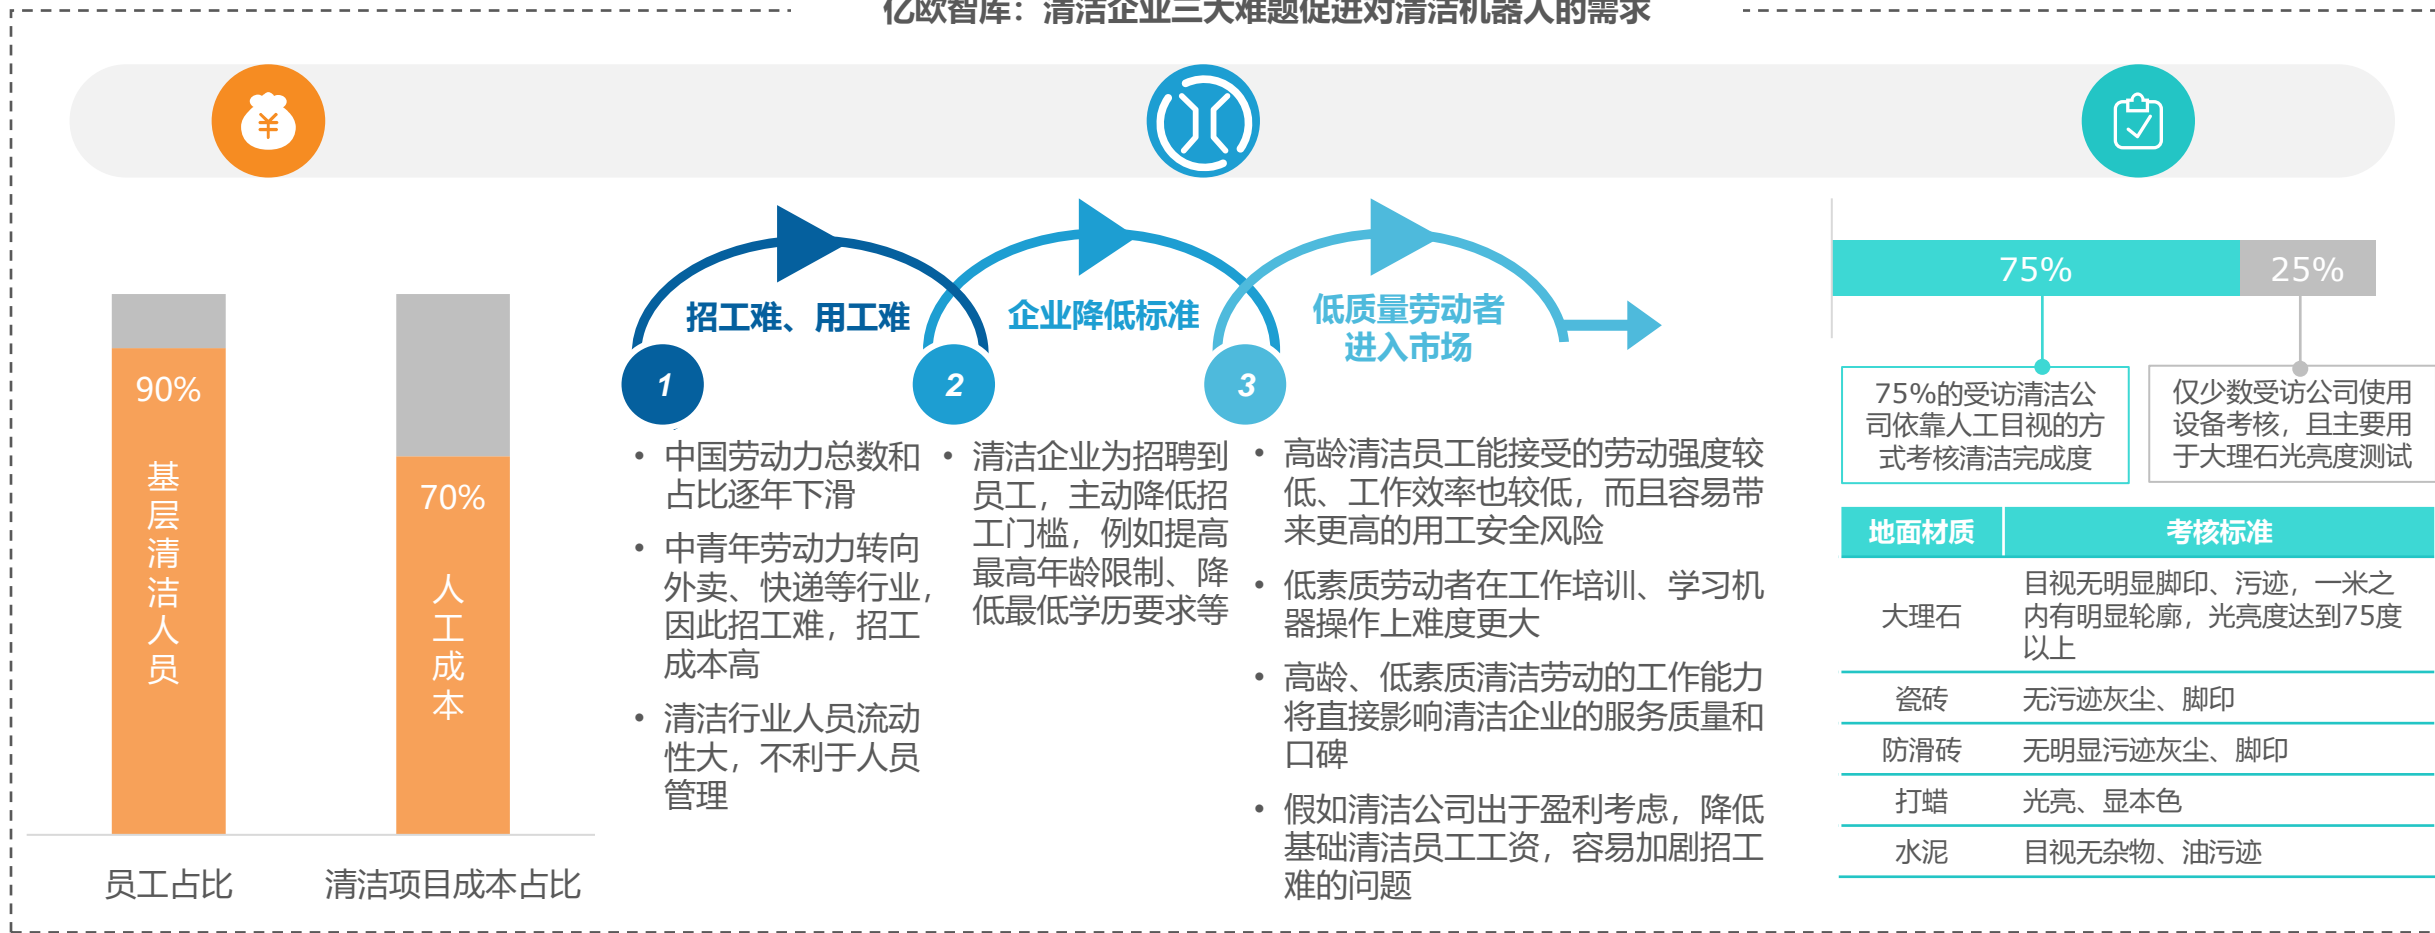 亿欧智库：清洁企业三大难题促进对清洁机器人的需求
¥
90%
基层清洁人员
70%
人工成本
员工占比
清洁项目成本占比
招工难、用工难
1
• 中国劳动力总数和
占比逐年下滑
• 中青年劳动力转向
外卖、快递等行业，
因此招工难，招工
成本高
• 清洁行业人员流动
性大，不利于人员
管理
企业降低标准
2
• 清洁企业为招聘到
员工，主动降低招
工门槛，例如提高
最高年龄限制、降
低最低学历要求等
低质量劳动者
进入市场
3
• 高龄清洁员工能接受的劳动强度较
低、工作效率也较低，而且容易带
来更高的用工安全风险
• 低素质劳动者在工作培训、学习机
器操作上难度更大
• 高龄、低素质清洁劳动的工作能力
将直接影响清洁企业的服务质量和
口碑
• 假如清洁公司出于盈利考虑，降低
基础清洁员工工资，容易加剧招工
难的问题
75%
25%
75%的受访清洁公
司依靠人工目视的方
式考核清洁完成度
仅少数受访公司使用
设备考核，且主要用
于大理石光亮度测试
地面材质 考核标准
大理石
目视无明显脚印、污迹，一米之
内有明显轮廓，光亮度达到75度
以上
瓷砖 无污迹灰尘、脚印
防滑砖 无明显污迹灰尘、脚印
打蜡 光亮、显本色
水泥 目视无杂物、油污迹